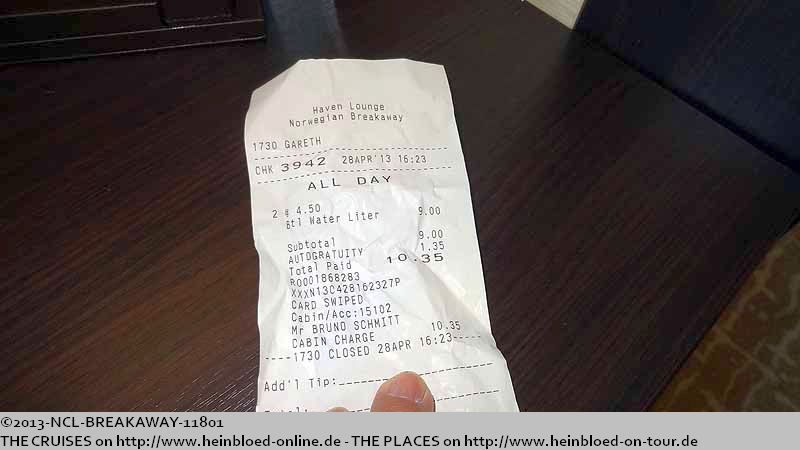 Haven Lounge
Norwegian Breakaway
1730 GARETH
CHK 3942 28APR'13 16:23
ALL DAY
2 @ 4.50
Btl Water Liter 9.00
Subtotal 9.00
AUTOGRATUITY 1.35
Total Paid 10.35
R0001868283
XXXN13C428162327P
CARD SWIPED
Cabin/Acc:15102
Mr BRUNO SCHMITT
CABIN CHARGE 10.35
----1730 CLOSED 28APR 16:23-----
Add'l Tip:
©2013-NCL-BREAKAWAY-11801
THE CRUISES on http://www.heinbloed-online.de - THE PLACES on http://www.heinbloed-on-tour.de